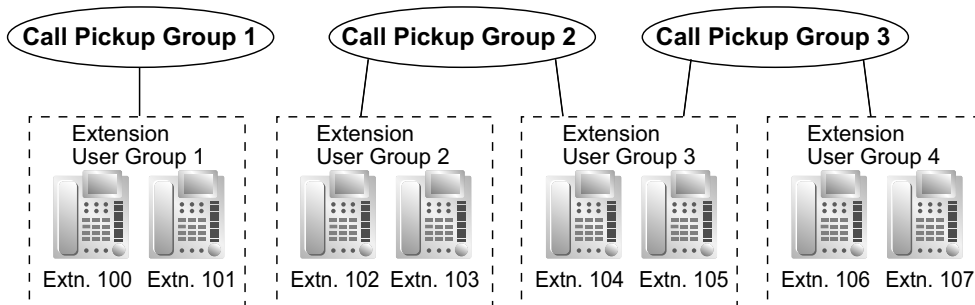 Call Pickup Group 1
Call Pickup Group 2
Call Pickup Group 3
Extension
User Group 1
Extn. 100
Extn. 101
Extension
User Group 2
Extn. 102
Extn. 103
Extension
User Group 3
Extn. 104
Extn. 105
Extension
User Group 4
Extn. 106
Extn. 107